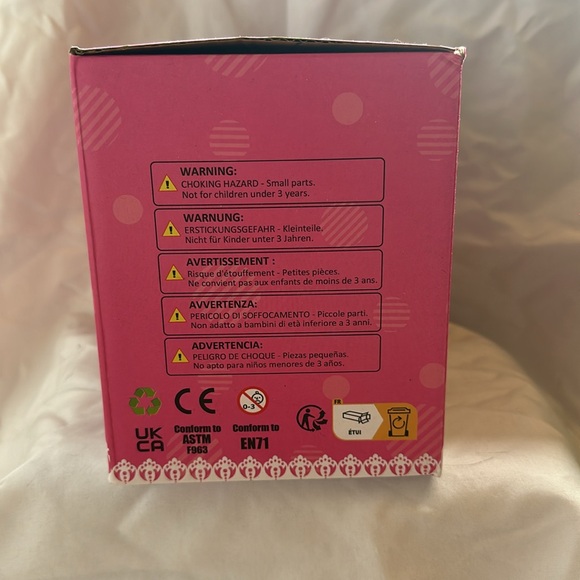 WARNING:
CHOKING HAZARD - Small parts.
Not for children under 3 years.
WARNUNG:
ERSTICKUNGSGEFAHR - Kleinteile.
Nicht für Kinder unter 3 Jahren.
AVERTISSEMENT :
Risque d'étouffement - Petites pièces.
Ne convient pas aux enfants de moins de 3 ans.
AVVERTENZA:
PERICOLO DI SOFFOCAMENTO - Piccole parti.
Non adatto a bambini di età inferiore a 3 anni.
ADVERTENCIA:
PELIGRO DE CHOQUE - Piezas pequeñas.
No apto para niños menores de 3 años.
CE
0-3
FR
ÉTUI
UK
CA
Conform to
ASTM
F963
Conform to
EN71